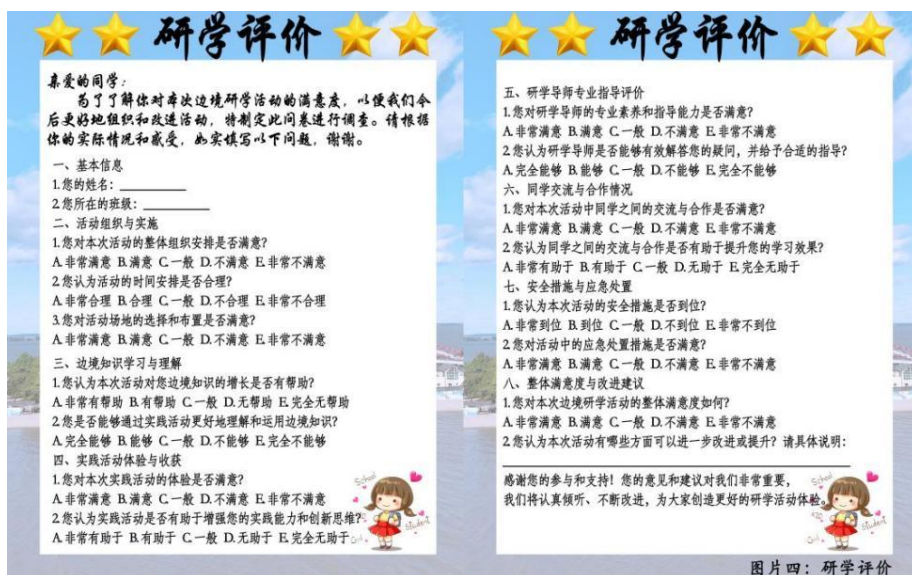 研学评价
亲爱的同学：
为了了解你对本次边境研学活动的满意度，以便我们今
后更好地组织和改进活动，特制定此问卷进行调查。请根据
你的实际情况和感受，如实填写以下问题，谢谢。
一、基本信息
1.您的姓名：__________
2.您所在的班级：__________
二、活动组织与实施
1.您对本次活动的整体组织安排是否满意？
A.非常满意 B.满意 C.一般 D.不满意 E.非常不满意
2.您认为活动的时间安排是否合理？
A.非常合理 B.合理 C.一般 D.不合理 E.非常不合理
3.您对活动场地的选择和布置是否满意？
A.非常满意 B.满意 C.一般 D.不满意 E.非常不满意
三、边境知识学习与理解
1.您认为本次活动对您边境知识的增长是否有帮助？
A.非常有帮助 B.有帮助 C.一般 D.无帮助 E.完全无帮助
2.您是否能够通过实践活动更好地理解和运用边境知识？
A.完全能够 B.能够 C.一般 D.不能够 E.完全不能够
四、实践活动体验与收获
1.您对本次实践活动的体验是否满意？
A.非常满意 B.满意 C.一般 D.不满意 E.非常不满意
2.您认为实践活动是否有助于增强您的实践能力和创新思维？
A.非常有助于 B.有助于 C.一般 D.无助于 E.完全无助于
School
Student
Girl
研学评价
五、研学导师专业指导评价
1.您对研学导师的专业素养和指导能力是否满意？
A.非常满意 B.满意 C.一般 D.不满意 E.非常不满意
2.您认为研学导师是否能够有效解答您的疑问，并给予合适的指导？
A.完全能够 B.能够 C.一般 D.不能够 E.完全不能够
六、同学交流与合作情况
1.您对本次活动中同学之间的交流与合作是否满意？
A.非常满意 B.满意 C.一般 D.不满意 E.非常不满意
2.您认为同学之间的交流与合作是否有助于提升您的学习效果？
A.非常有助于 B.有助于 C.一般 D.无助于 E.完全无助于
七、安全措施与应急处置
1.您认为本次活动的安全措施是否到位？
A.非常到位 B.到位 C.一般 D.不到位 E.非常不到位
2.您对活动中的应急处置措施是否满意？
A.非常满意 B.满意 C.一般 D.不满意 E.非常不满意
八、整体满意度与改进建议
1.您对本次边境研学活动的整体满意度如何？
A.非常满意 B.满意 C.一般 D.不满意 E.非常不满意
2.您认为本次活动有哪些方面可以进一步改进或提升？请具体说明：
感谢您的参与和支持！您的意见和建议对我们非常重要，
我们将认真倾听、不断改进，为大家创造更好的研学活动体验。
School
Student
Girl
图片四：研学评价